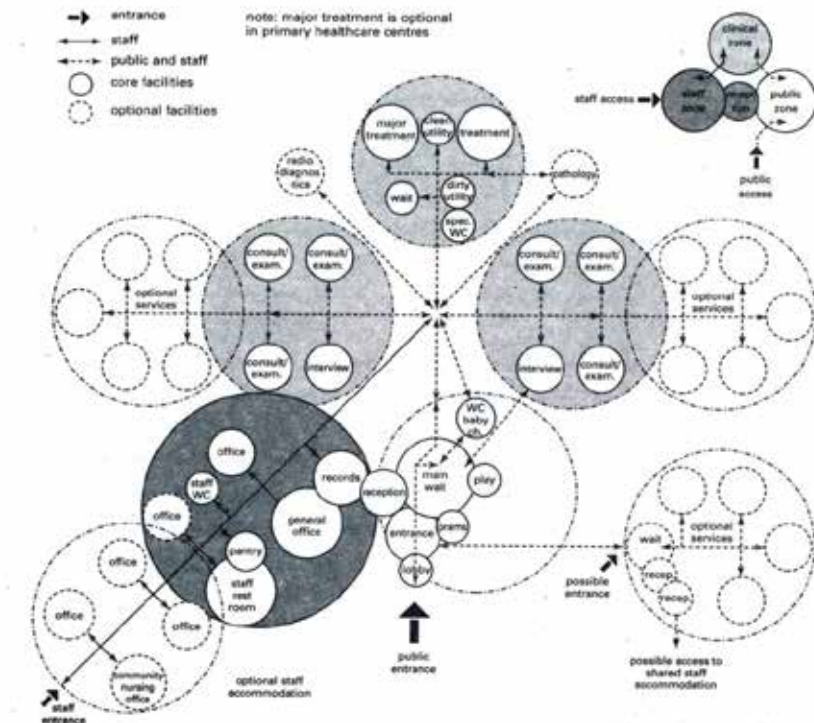 entrance
staff
public and staff
core facilities
optional facilities
note: major treatment is optional
in primary healthcare centres
clinical
zone
staff
zone
recep
tion
public
zone
staff access
public
access
major
treatment
clean
utility
treatment
radio
diagnos
tics
pathology
wait
dirty
utility
spec.
WC
consult/
exam.
consult/
exam.
optional
services
consult/
exam.
interview
consult/
exam.
consult/
exam.
optional
services
interview
consult/
exam.
WC
baby
ch.
main
wait
play
reception
prams
entrance
lobby
public
entrance
office
staff
WC
records
general
office
pantry
staff
rest
room
office
office
office
office
community
nursing
office
staff
entrance
optional staff
accommodation
optional
services
wait
recep.
recep.
possible
entrance
possible access to
shared staff
accommodation